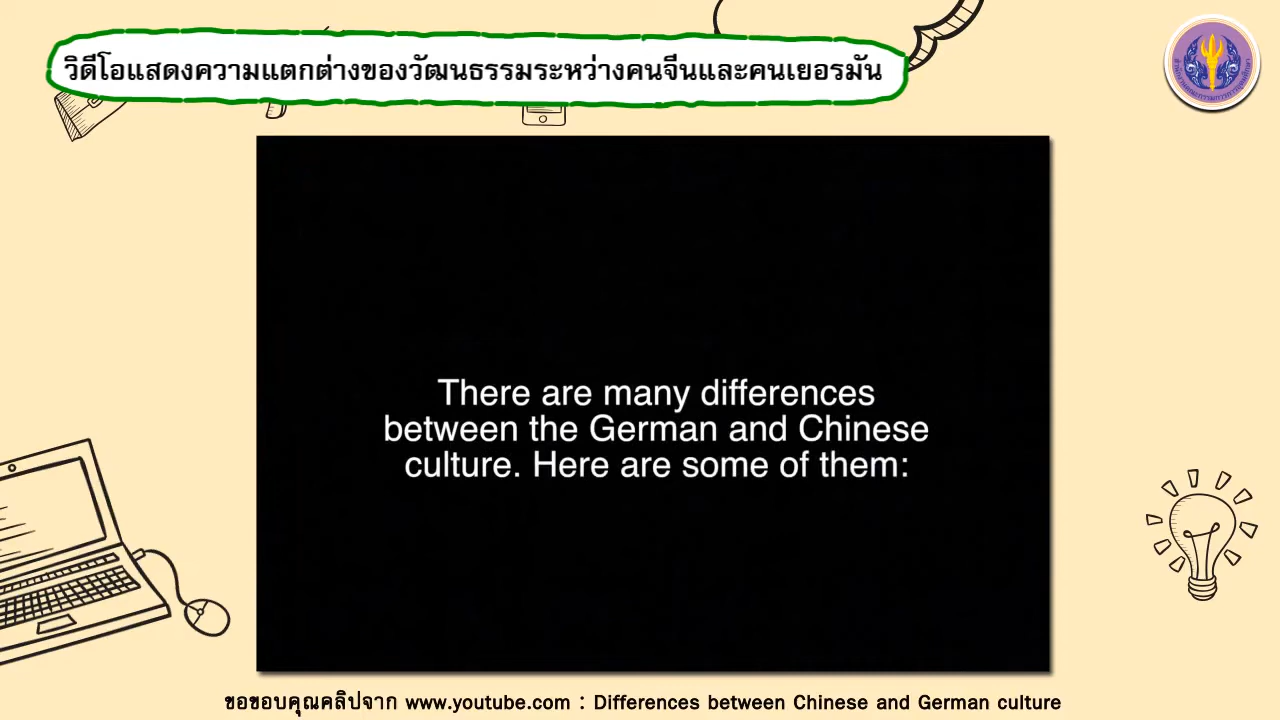 วิดีโอแสดงความแตกต่างของวัฒนธรรมระหว่างคนจีนและคนเยอรมัน
There are many differences
between the German and Chinese
culture. Here are some of them:
ขอขอบคุณคลิปจาก www.youtube.com : Differences between Chinese and German culture